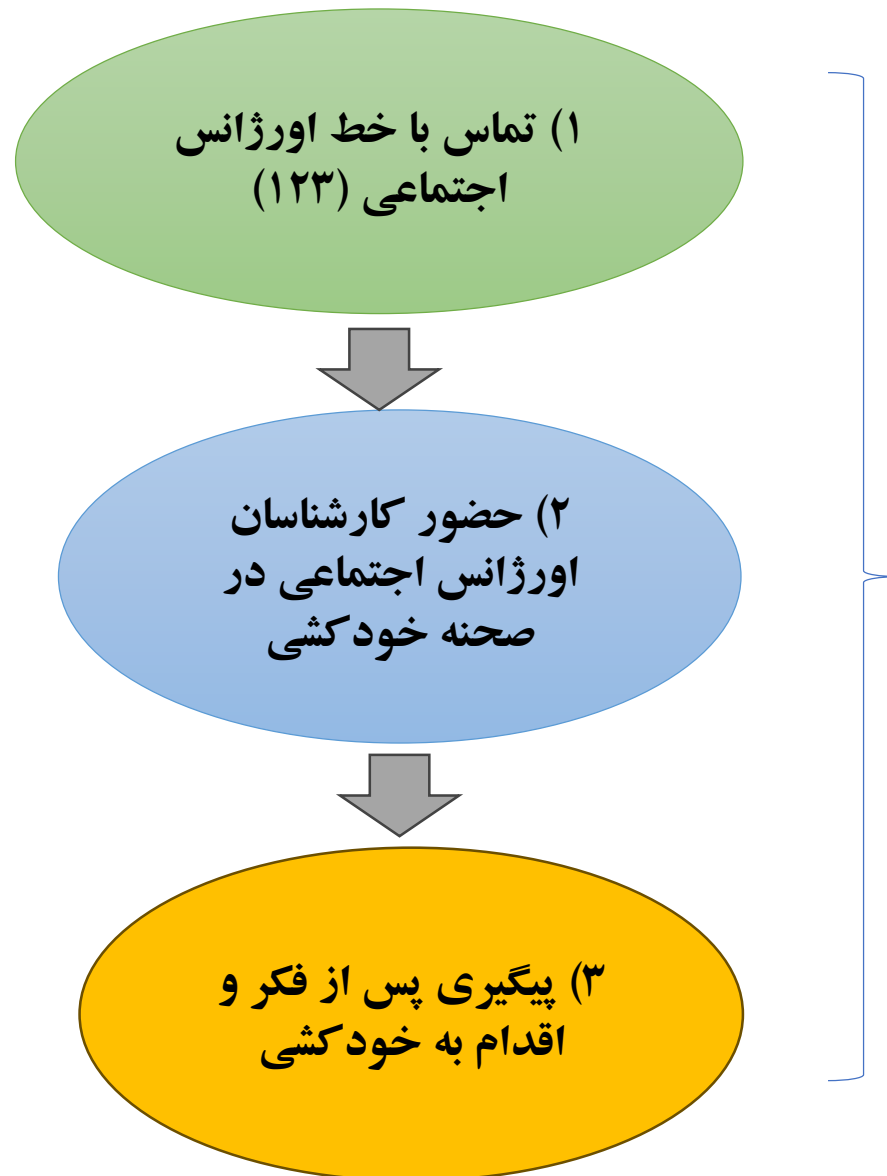 ۱) تماس با خط اورژانس
اجتماعی (۱۲۳)
۲) حضور کارشناسان
اورژانس اجتماعی در
صحنه خودکشی
۳) پیگیری پس از فکر و
اقدام به خودکشی